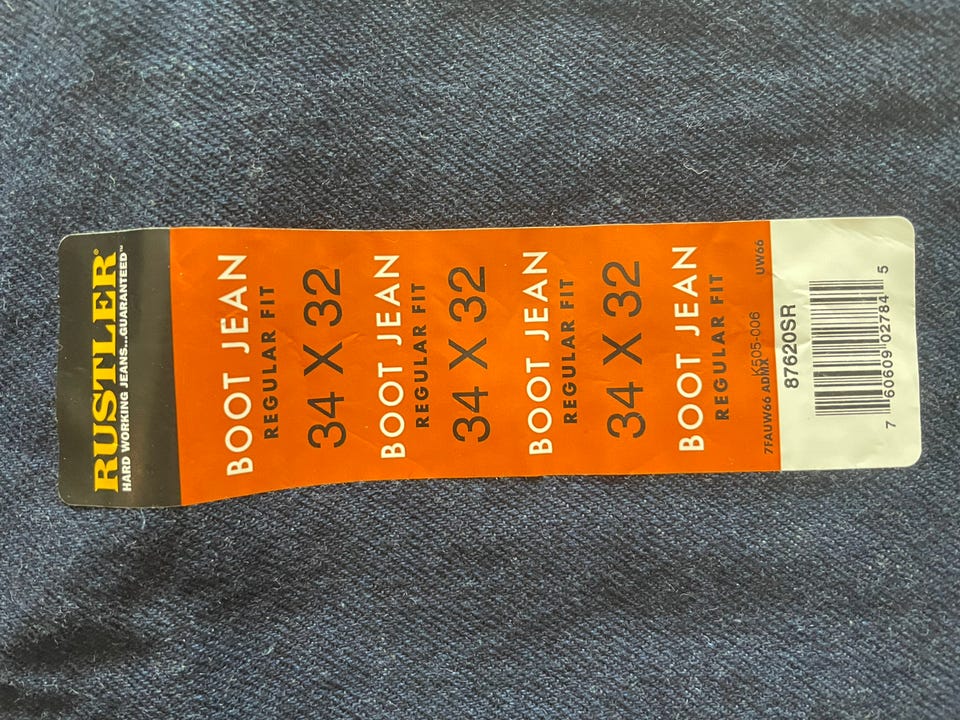 RUSTLER®
HARD WORKING JEANS...GUARANTEED™
BOOT JEAN
REGULAR FIT
34 X 32
BOOT JEAN
REGULAR FIT
34 X 32
BOOT JEAN
REGULAR FIT
34 X 32
BOOT JEAN
REGULAR FIT
K505-006
7FAUW66 ADMX UW66
87620SR
7 60609 02784 5